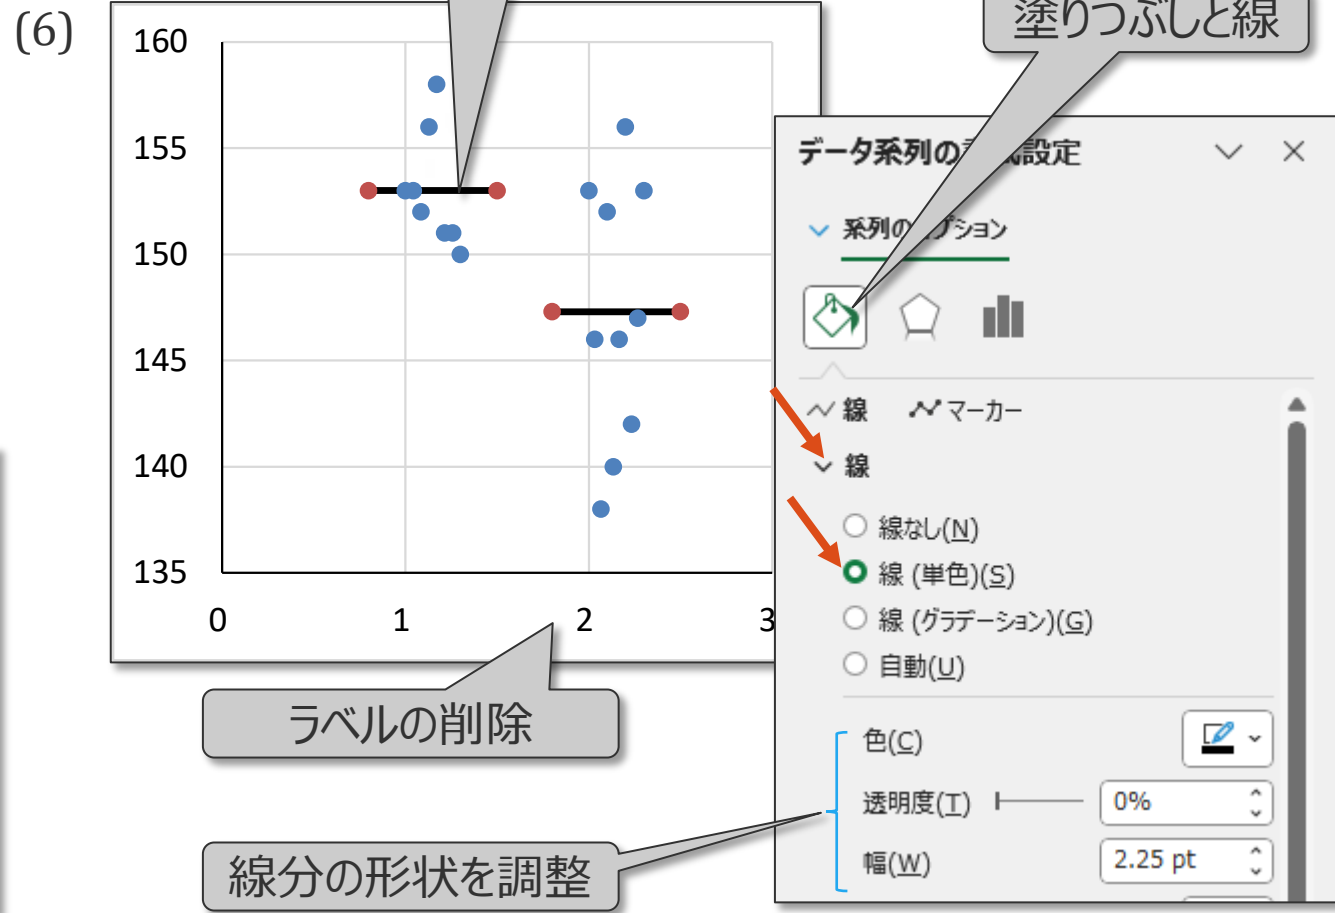 (6)
塗りつぶしと線
160
155
150
145
140
135
0 1 2 3
ラベルの削除
線分の形状を調整
データ系列の 設定
系列の プション
線 マーカー
線
線なし(N)
線 (単色)(S)
線 (グラデーション)(G)
自動(U)
色(C)
透明度(T) 0%
幅(W) 2.25 pt